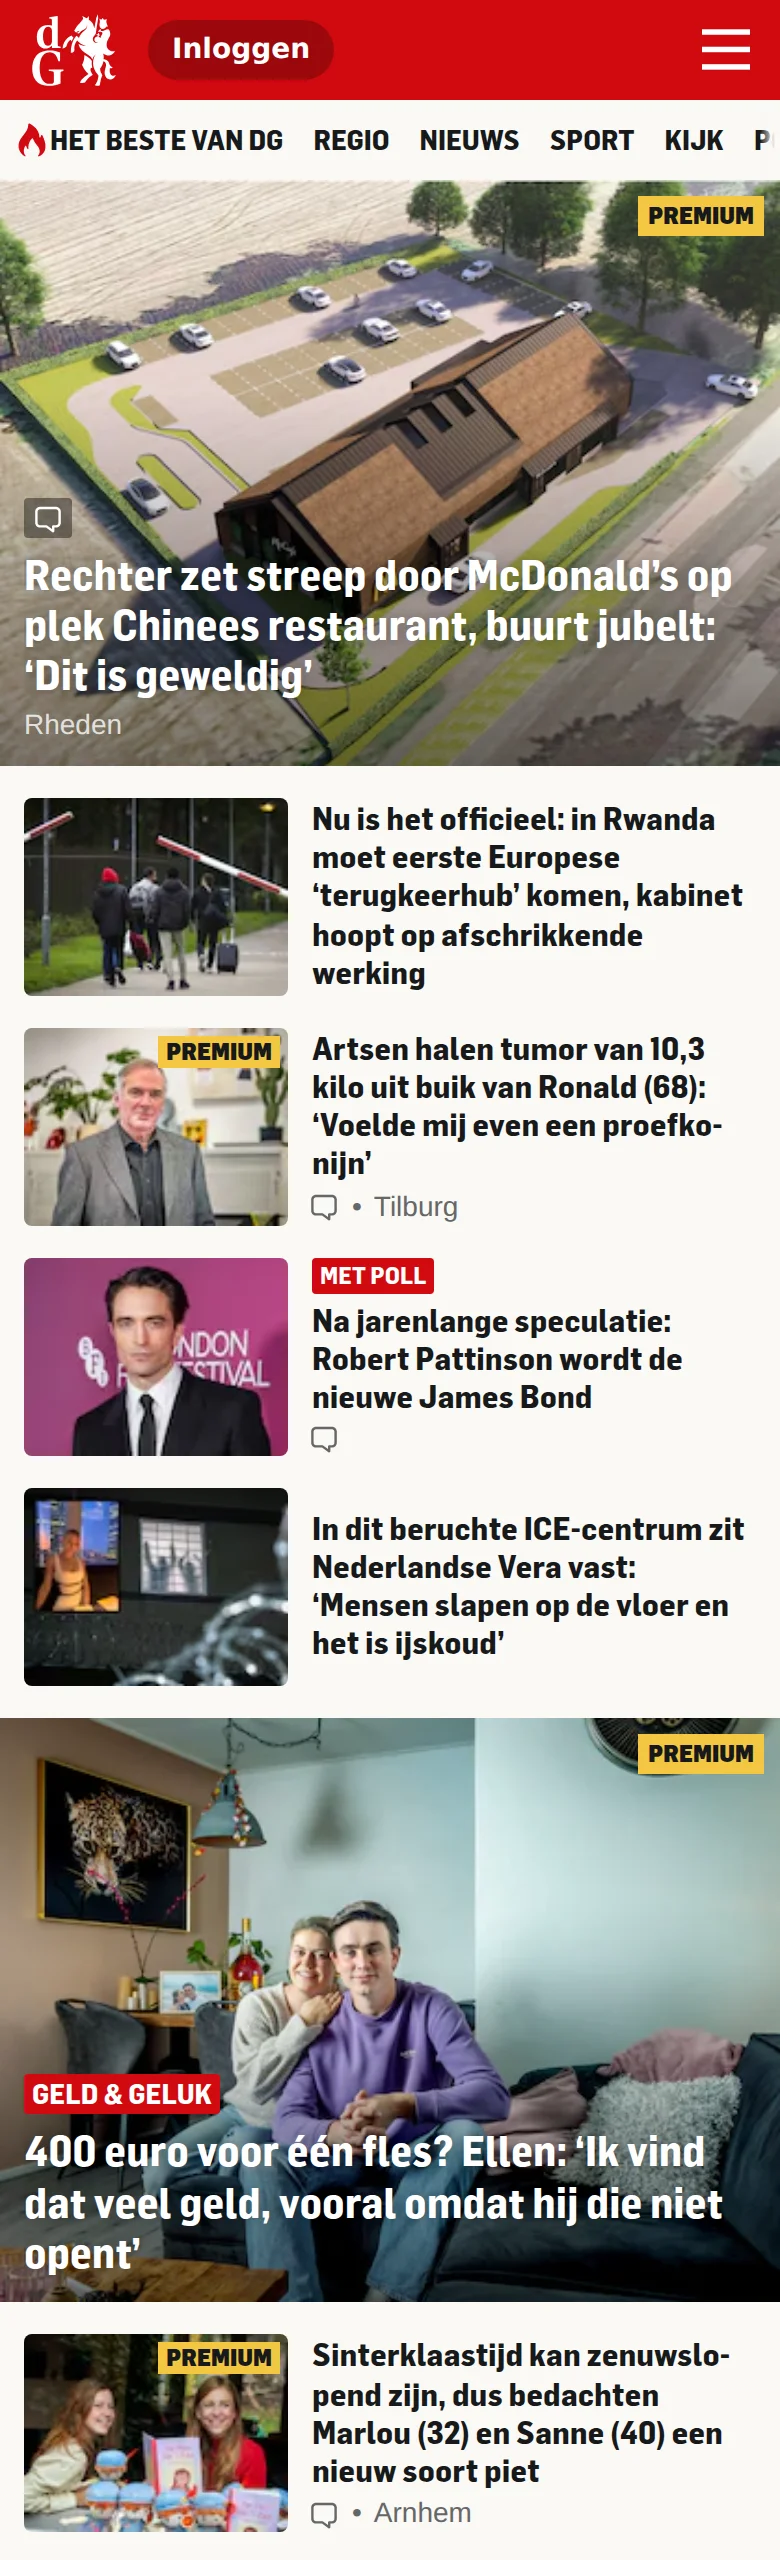 dG
Inloggen
HET BESTE VAN DG REGIO NIEUWS SPORT KIJK
PREMIUM
Rechter zet streep door McDonald’s op
plek Chinees restaurant, buurt jubelt:
‘Dit is geweldig’
Rheden
Nu is het officieel: in Rwanda
moet eerste Europese
‘terugkeerhub’ komen, kabinet
hoopt op afschrikkende
werking
PREMIUM
Artsen halen tumor van 10,3
kilo uit buik van Ronald (68):
‘Voelde mij even een proefko-
nijn’
• Tilburg
MET POLL
Na jarenlange speculatie:
Robert Pattinson wordt de
nieuwe James Bond
In dit beruchte ICE-centrum zit
Nederlandse Vera vast:
‘Mensen slapen op de vloer en
het is ijskoud’
PREMIUM
GELD & GELUK
400 euro voor één fles? Ellen: ‘Ik vind
dat veel geld, vooral omdat hij die niet
opent’
PREMIUM
Sinterklaastijd kan zenuwslo-
pend zijn, dus bedachten
Marlou (32) en Sanne (40) een
nieuw soort piet
• Arnhem